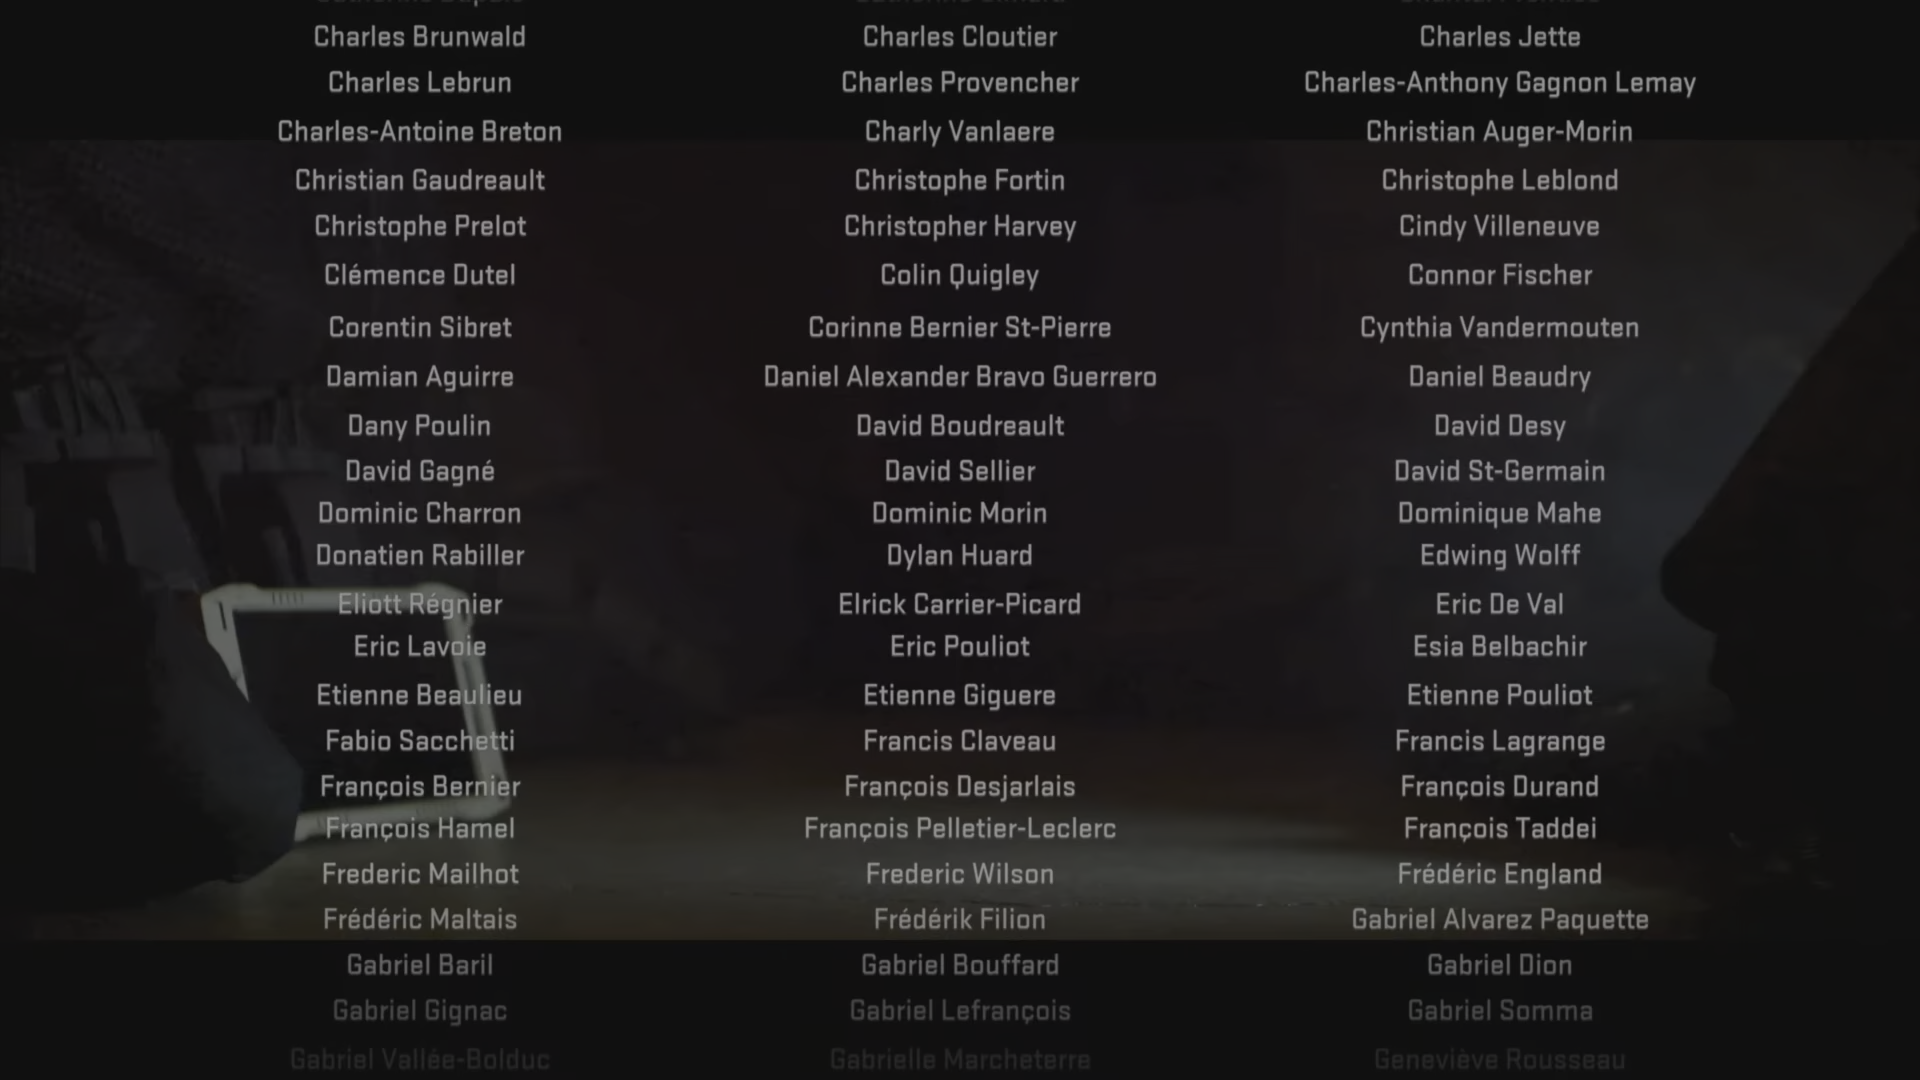 Charles Brunwald Charles Cloutier Charles Jette
Charles Lebrun Charles Provencher Charles-Anthony Gagnon Lemay
Charles-Antoine Breton Charly Vanlaere Christian Auger-Morin
Christian Gaudreault Christophe Fortin Christophe Leblond
Christophe Prelot Christopher Harvey Cindy Villeneuve
Clémence Dutel Colin Quigley Connor Fischer
Corentin Sibret Corinne Bernier St-Pierre Cynthia Vandermouten
Damian Aguirre Daniel Alexander Bravo Guerrero Daniel Beaudry
Dany Poulin David Boudreault David Desy
David Gagné David Sellier David St-Germain
Dominic Charron Dominic Morin Dominique Mahe
Donatien Rabiller Dylan Huard Edwing Wolff
Eliott Régnier Elrick Carrier-Picard Eric De Val
Eric Lavoie Eric Pouliot Esia Belbachir
Etienne Beaulieu Etienne Giguere Etienne Pouliot
Fabio Sacchetti Francis Claveau Francis Lagrange
François Bernier François Desjarlais François Durand
François Hamel François Pelletier-Leclerc François Taddei
Frederic Mailhot Frederic Wilson Frédéric England
Frédéric Maltais Frédérik Filion Gabriel Alvarez Paquette
Gabriel Baril Gabriel Bouffard Gabriel Dion
Gabriel Gignac Gabriel Lefrançois Gabriel Somma
Gabriel Vallée-Bolduc Gabrielle Marcheterre Geneviève Rousseau